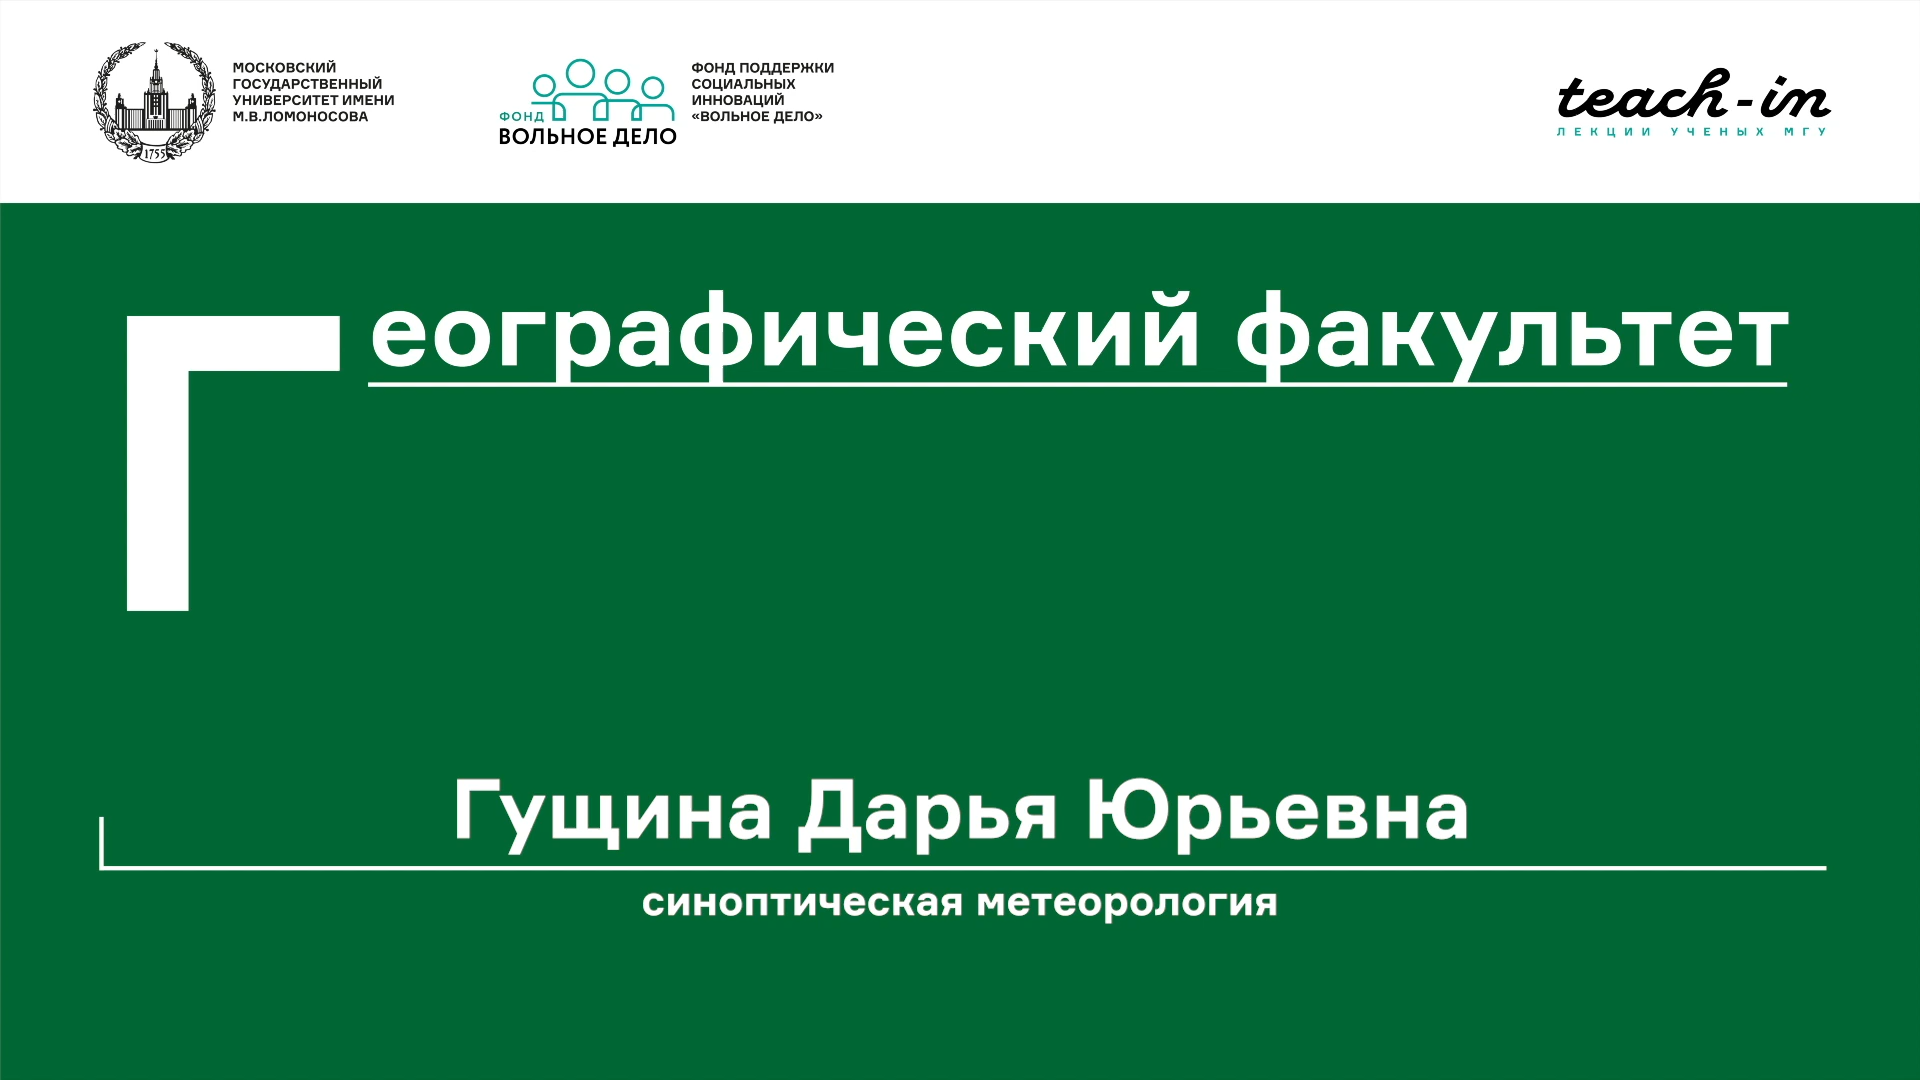 МОСКОВСКИЙ
ГОСУДАРСТВЕННЫЙ
УНИВЕРСИТЕТ ИМЕНИ
М.В.ЛОМОНОСОВА
1755
ФОНД
ВОЛЬНОЕ ДЕЛО
ФОНД ПОДДЕРЖКИ
СОЦИАЛЬНЫХ
ИННОВАЦИЙ
«ВОЛЬНОЕ ДЕЛО»
teach-in
ЛЕКЦИИ УЧЕНЫХ МГУ
Географический факультет
Гущина Дарья Юрьевна
синоптическая метеорология